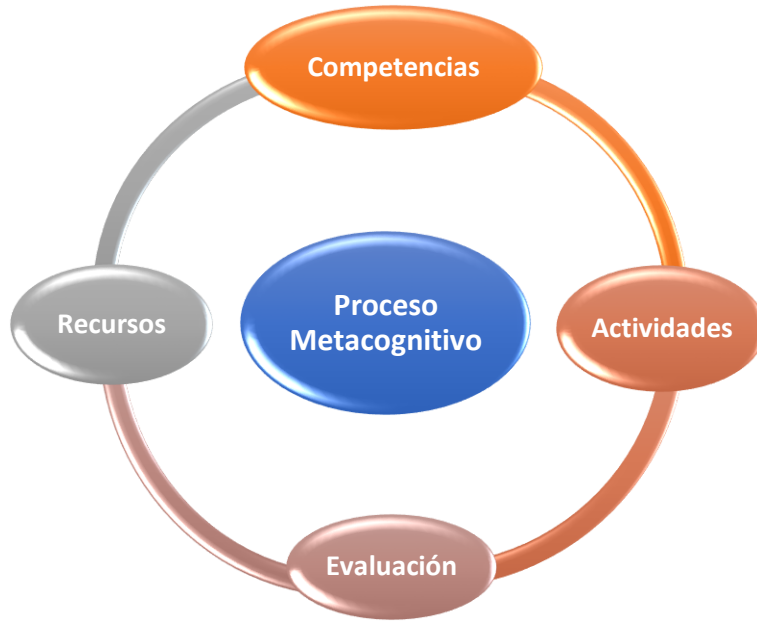 Competencias
Recursos
Proceso
Metacognitivo
Actividades
Evaluación